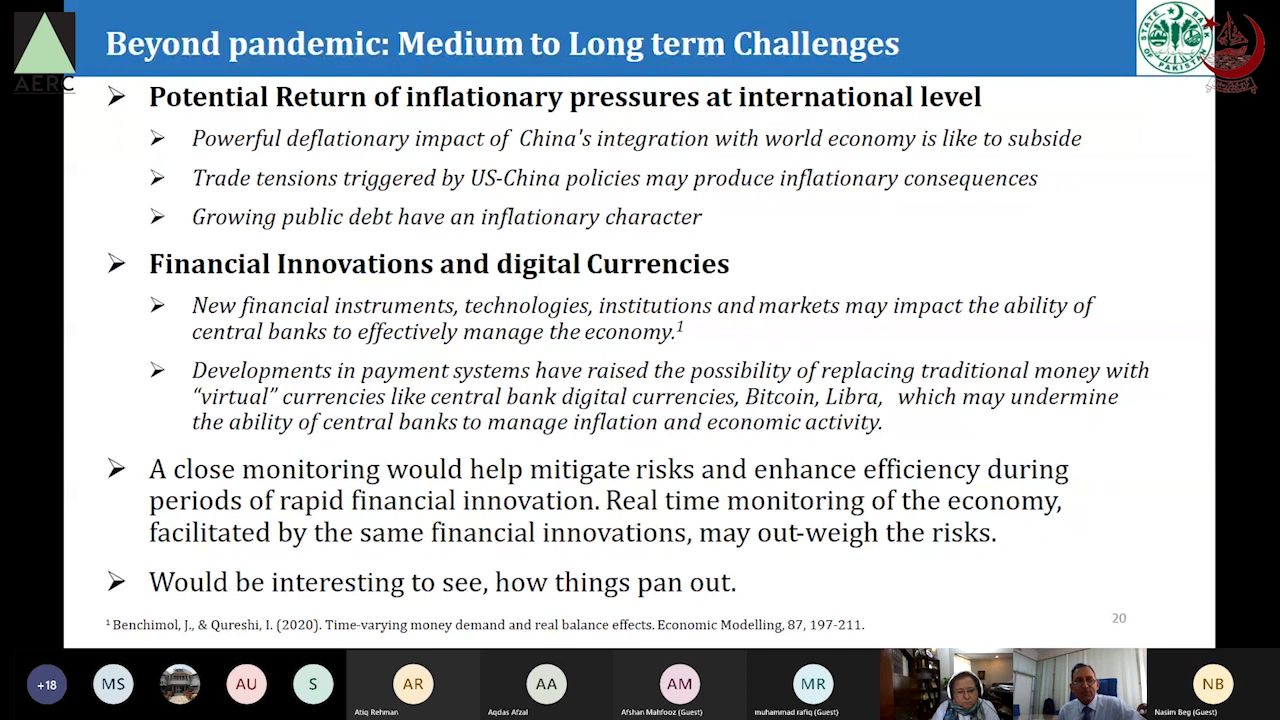 Beyond pandemic: Medium to Long term Challenges
AERC
STATE BANK OF PAKISTAN
➢ Potential Return of inflationary pressures at international level
➢ Powerful deflationary impact of China's integration with world economy is like to subside
➢ Trade tensions triggered by US-China policies may produce inflationary consequences
➢ Growing public debt have an inflationary character
➢ Financial Innovations and digital Currencies
➢ New financial instruments, technologies, institutions and markets may impact the ability of
central banks to effectively manage the economy.¹
➢ Developments in payment systems have raised the possibility of replacing traditional money with
“virtual” currencies like central bank digital currencies, Bitcoin, Libra, which may undermine
the ability of central banks to manage inflation and economic activity.
➢ A close monitoring would help mitigate risks and enhance efficiency during
periods of rapid financial innovation. Real time monitoring of the economy,
facilitated by the same financial innovations, may out-weigh the risks.
➢ Would be interesting to see, how things pan out.
¹ Benchimol, J., & Qureshi, I. (2020). Time-varying money demand and real balance effects. Economic Modelling, 87, 197-211.
20
+18
MS
AU
S
AR
Atiq Rehman
AA
Aqdas Afzal
AM
Afshan Mahfooz (Guest)
MR
muhammad rafiq (Guest)
NB
Nasim Beg (Guest)